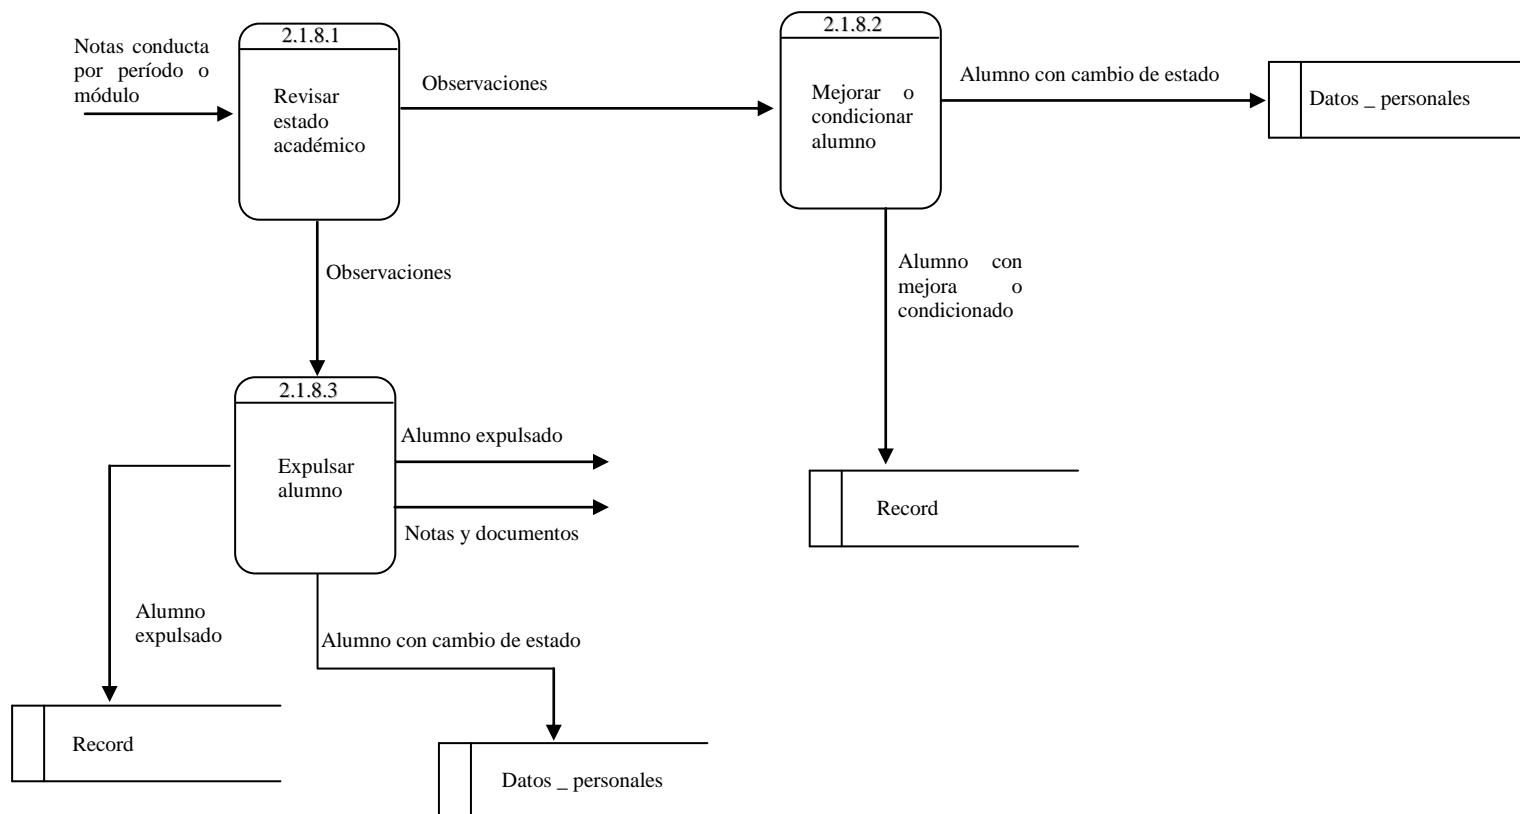 2.1.8.1
Notas conducta
por período o
módulo
Revisar
estado
académico
Observaciones
2.1.8.2
Mejorar o
condicionar
alumno
Alumno con cambio de estado
Datos _ personales
Observaciones
Alumno con
mejora o
condicionado
2.1.8.3
Expulsar
alumno
Alumno expulsado
Notas y documentos
Record
Alumno
expulsado
Alumno con cambio de estado
Record
Datos _ personales